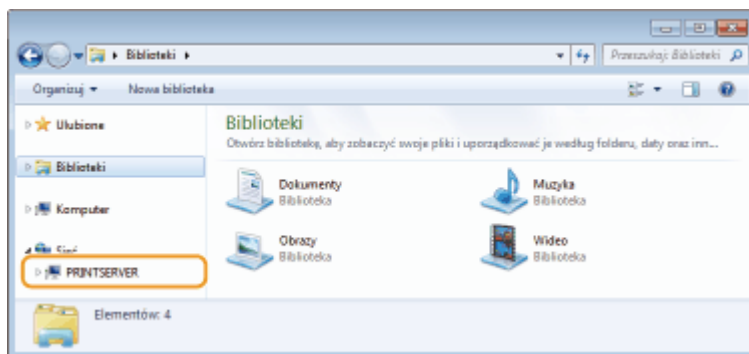 Biblioteki
Przeszukaj: Biblioteki
Organizuj
Nowa biblioteka
Ulubione
Biblioteki
Komputer
Sieć
PRINTSERVER
Biblioteki
Otwórz bibliotekę, aby zobaczyć swoje pliki i uporządkować je według folderu, daty oraz inn...
Dokumenty
Biblioteka
Muzyka
Biblioteka
Obrazy
Biblioteka
Wideo
Biblioteka
Elementów: 4